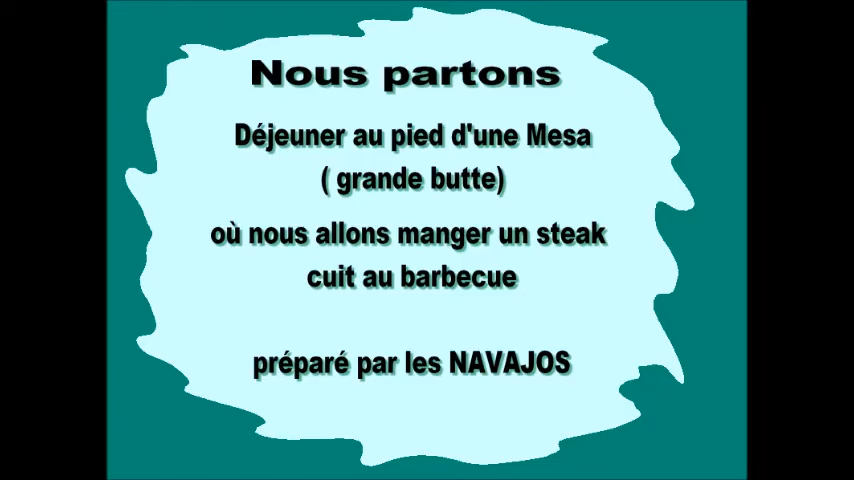 Nous partons
Déjeuner au pied d'une Mesa
( grande butte)
où nous allons manger un steak
cuit au barbecue
préparé par les NAVAJOS